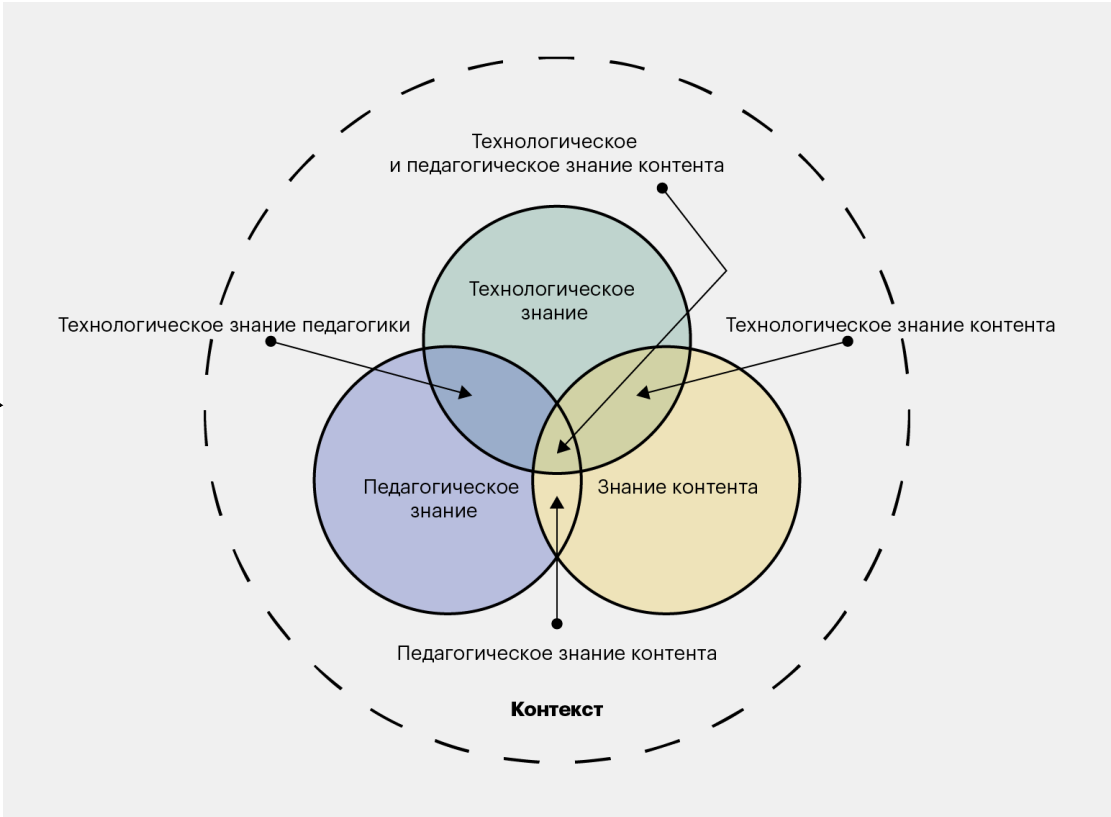 Технологическое
и педагогическое знание контента
Технологическое
знание
Технологическое знание педагогики
Технологическое знание контента
Педагогическое
знание
Знание контента
Педагогическое знание контента
Контекст